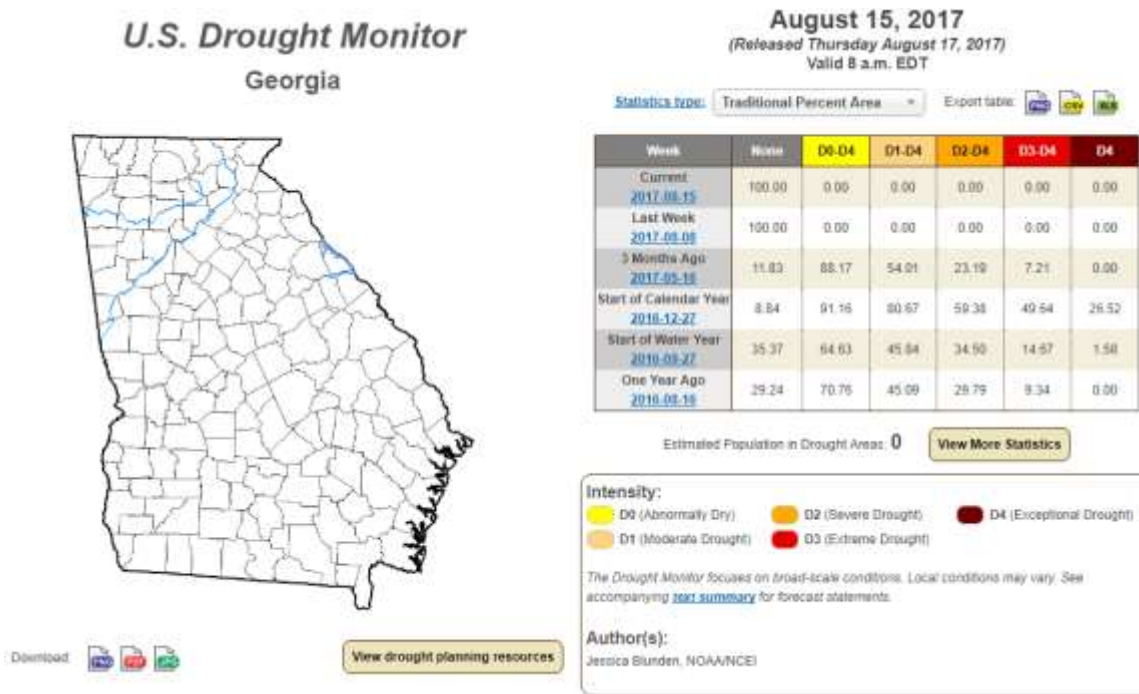 U.S. Drought Monitor
Georgia
August 15, 2017
(Released Thursday August 17, 2017)
Valid 8 a.m. EDT
Statistics type: Traditional Percent Area Export table: PNG CSV XLS
Week None D0-D4 D1-D4 D2-D4 D3-D4 D4
Current
2017-08-15 100.00 0.00 0.00 0.00 0.00 0.00
Last Week
2017-08-08 100.00 0.00 0.00 0.00 0.00 0.00
3 Months Ago
2017-05-16 11.83 88.17 54.01 23.19 7.21 0.00
Start of Calendar Year
2016-12-27 8.84 91.16 80.67 59.38 49.64 26.52
Start of Water Year
2016-09-27 35.37 64.63 45.84 34.50 14.67 1.58
One Year Ago
2016-08-16 29.24 70.76 45.09 29.79 9.34 0.00
Estimated Population in Drought Areas: 0 View More Statistics
Intensity:
D0 (Abnormally Dry) D2 (Severe Drought) D4 (Exceptional Drought)
D1 (Moderate Drought) D3 (Extreme Drought)
The Drought Monitor focuses on broad-scale conditions. Local conditions may vary. See
accompanying text summary for forecast statements.
Author(s):
Jessica Blunden, NOAA/NCEI
Download: PNG PDF JPG View drought planning resources